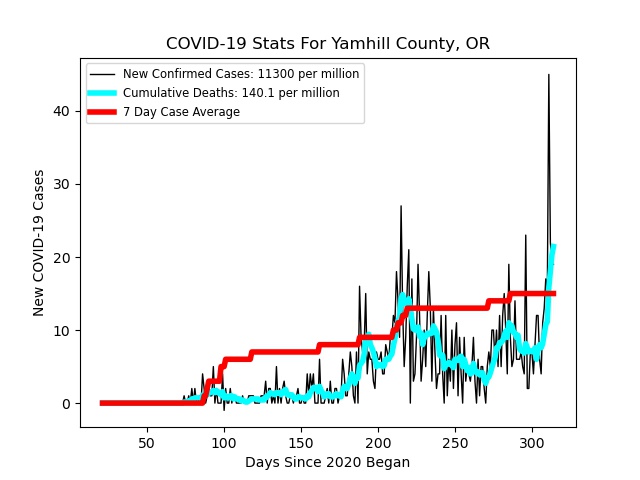 COVID-19 Stats For Yamhill County, OR
New Confirmed Cases: 11300 per million
Cumulative Deaths: 140.1 per million
7 Day Case Average
New COVID-19 Cases
40
30
20
10
0
50 100 150 200 250 300
Days Since 2020 Began